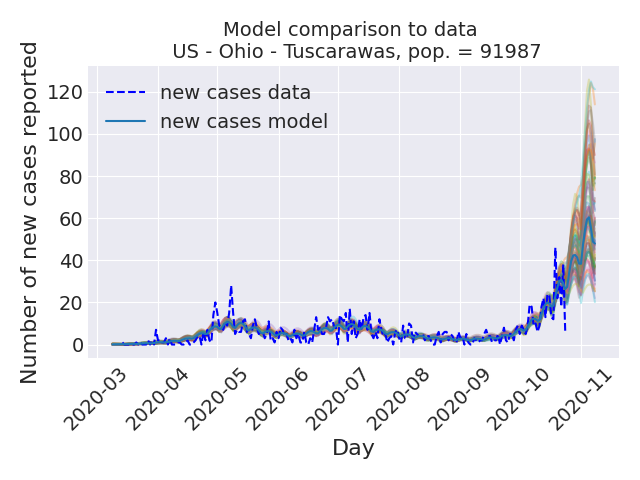 Model comparison to data
US - Ohio - Tuscarawas, pop. = 91987
Number of new cases reported
120
100
80
60
40
20
0
new cases data
new cases model
2020-03
2020-04
2020-05
2020-06
2020-07
2020-08
2020-09
2020-10
2020-11
Day